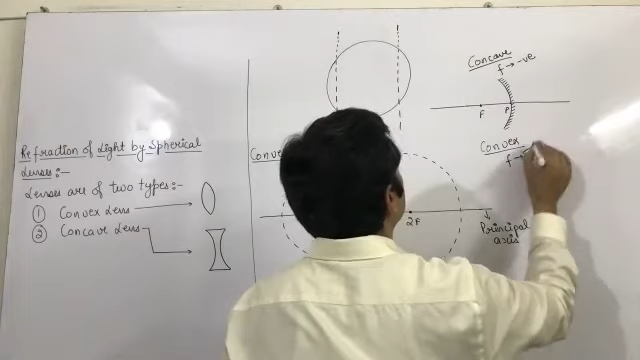 Refraction of Light by Spherical
Lenses:-
Lenses are of two types:-
① Convex Lens
② Concave Lens
2F
Principal
axis
Concave
f → -ve
F
P
Convex
f →